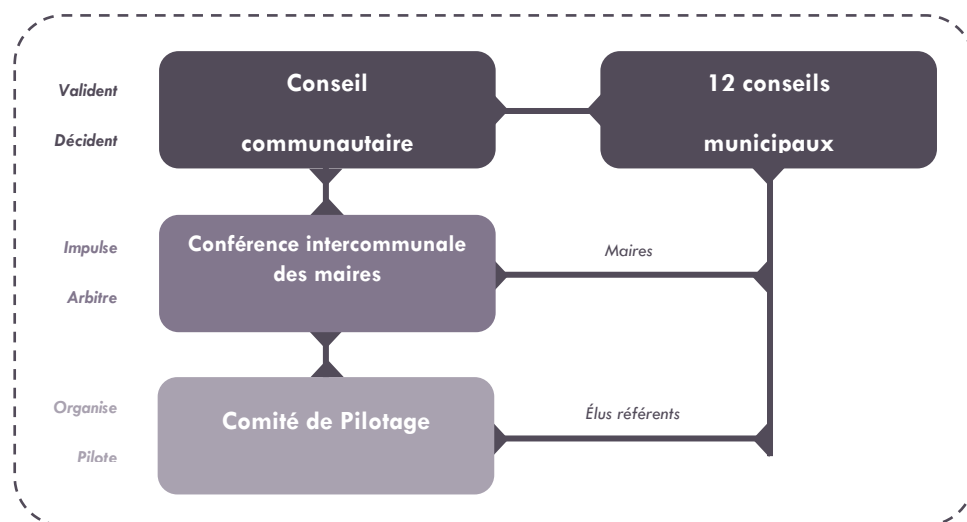 Valident
Décident
Conseil
communautaire
12 conseils
municipaux
Impulse
Arbitre
Conférence intercommunale
des maires
Maires
Organise
Pilote
Comité de Pilotage
Élus référents